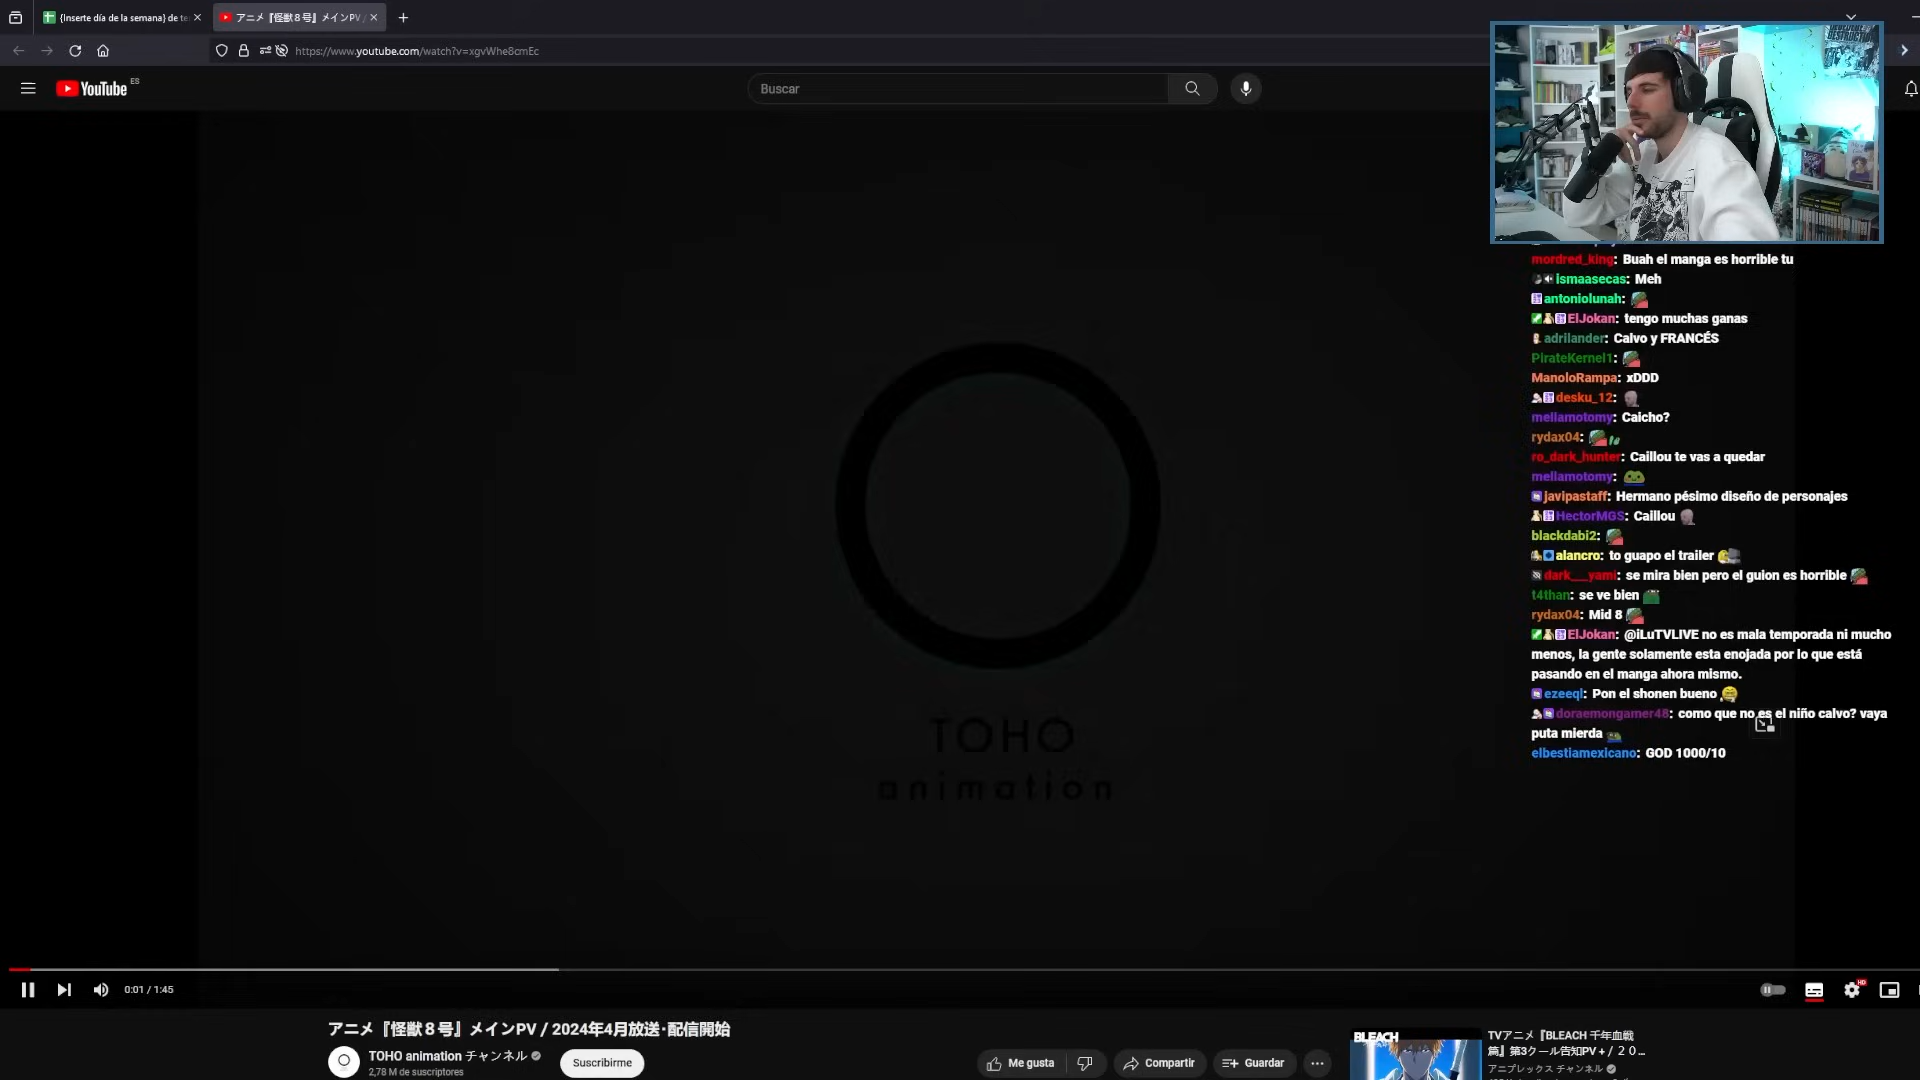 {Inserte día de la semana} de te
アニメ『怪獣８号』メインPV /
https://www.youtube.com/watch?v=xgvWhe8cmEc
YouTube ES
Buscar
mordred_king: Buah el manga es horrible tu
ismaasecas: Meh
antoniolunah:
ElJokan: tengo muchas ganas
adrilander: Calvo y FRANCÉS
PirateKernel1:
ManoloRampa: xDDD
desku_12:
mellamotomy: Caicho?
rydax04:
ro_dark_hunter: Caillou te vas a quedar
mellamotomy:
javipastaff: Hermano pésimo diseño de personajes
HectorMGS: Caillou
blackdabi2:
alancro: to guapo el trailer
dark___yami: se mira bien pero el guion es horrible
t4than: se ve bien
rydax04: Mid 8
ElJokan: @iLuTVLIVE no es mala temporada ni mucho
menos, la gente solamente esta enojada por lo que está
pasando en el manga ahora mismo.
ezeeql: Pon el shonen bueno
doraemongamer48: como que no es el niño calvo? vaya
puta mierda
elbestiamexicano: GOD 1000/10
TOHO
animation
0:01 / 1:45
HD
アニメ『怪獣８号』メインPV / 2024年4月放送・配信開始
TOHO animation チャンネル
2,78 M de suscriptores
Suscribirme
Me gusta
Compartir
Guardar
BLEACH
TVアニメ『BLEACH 千年血戦
篇』第3クール告知PV＋/ ２０...
アニプレックス チャンネル